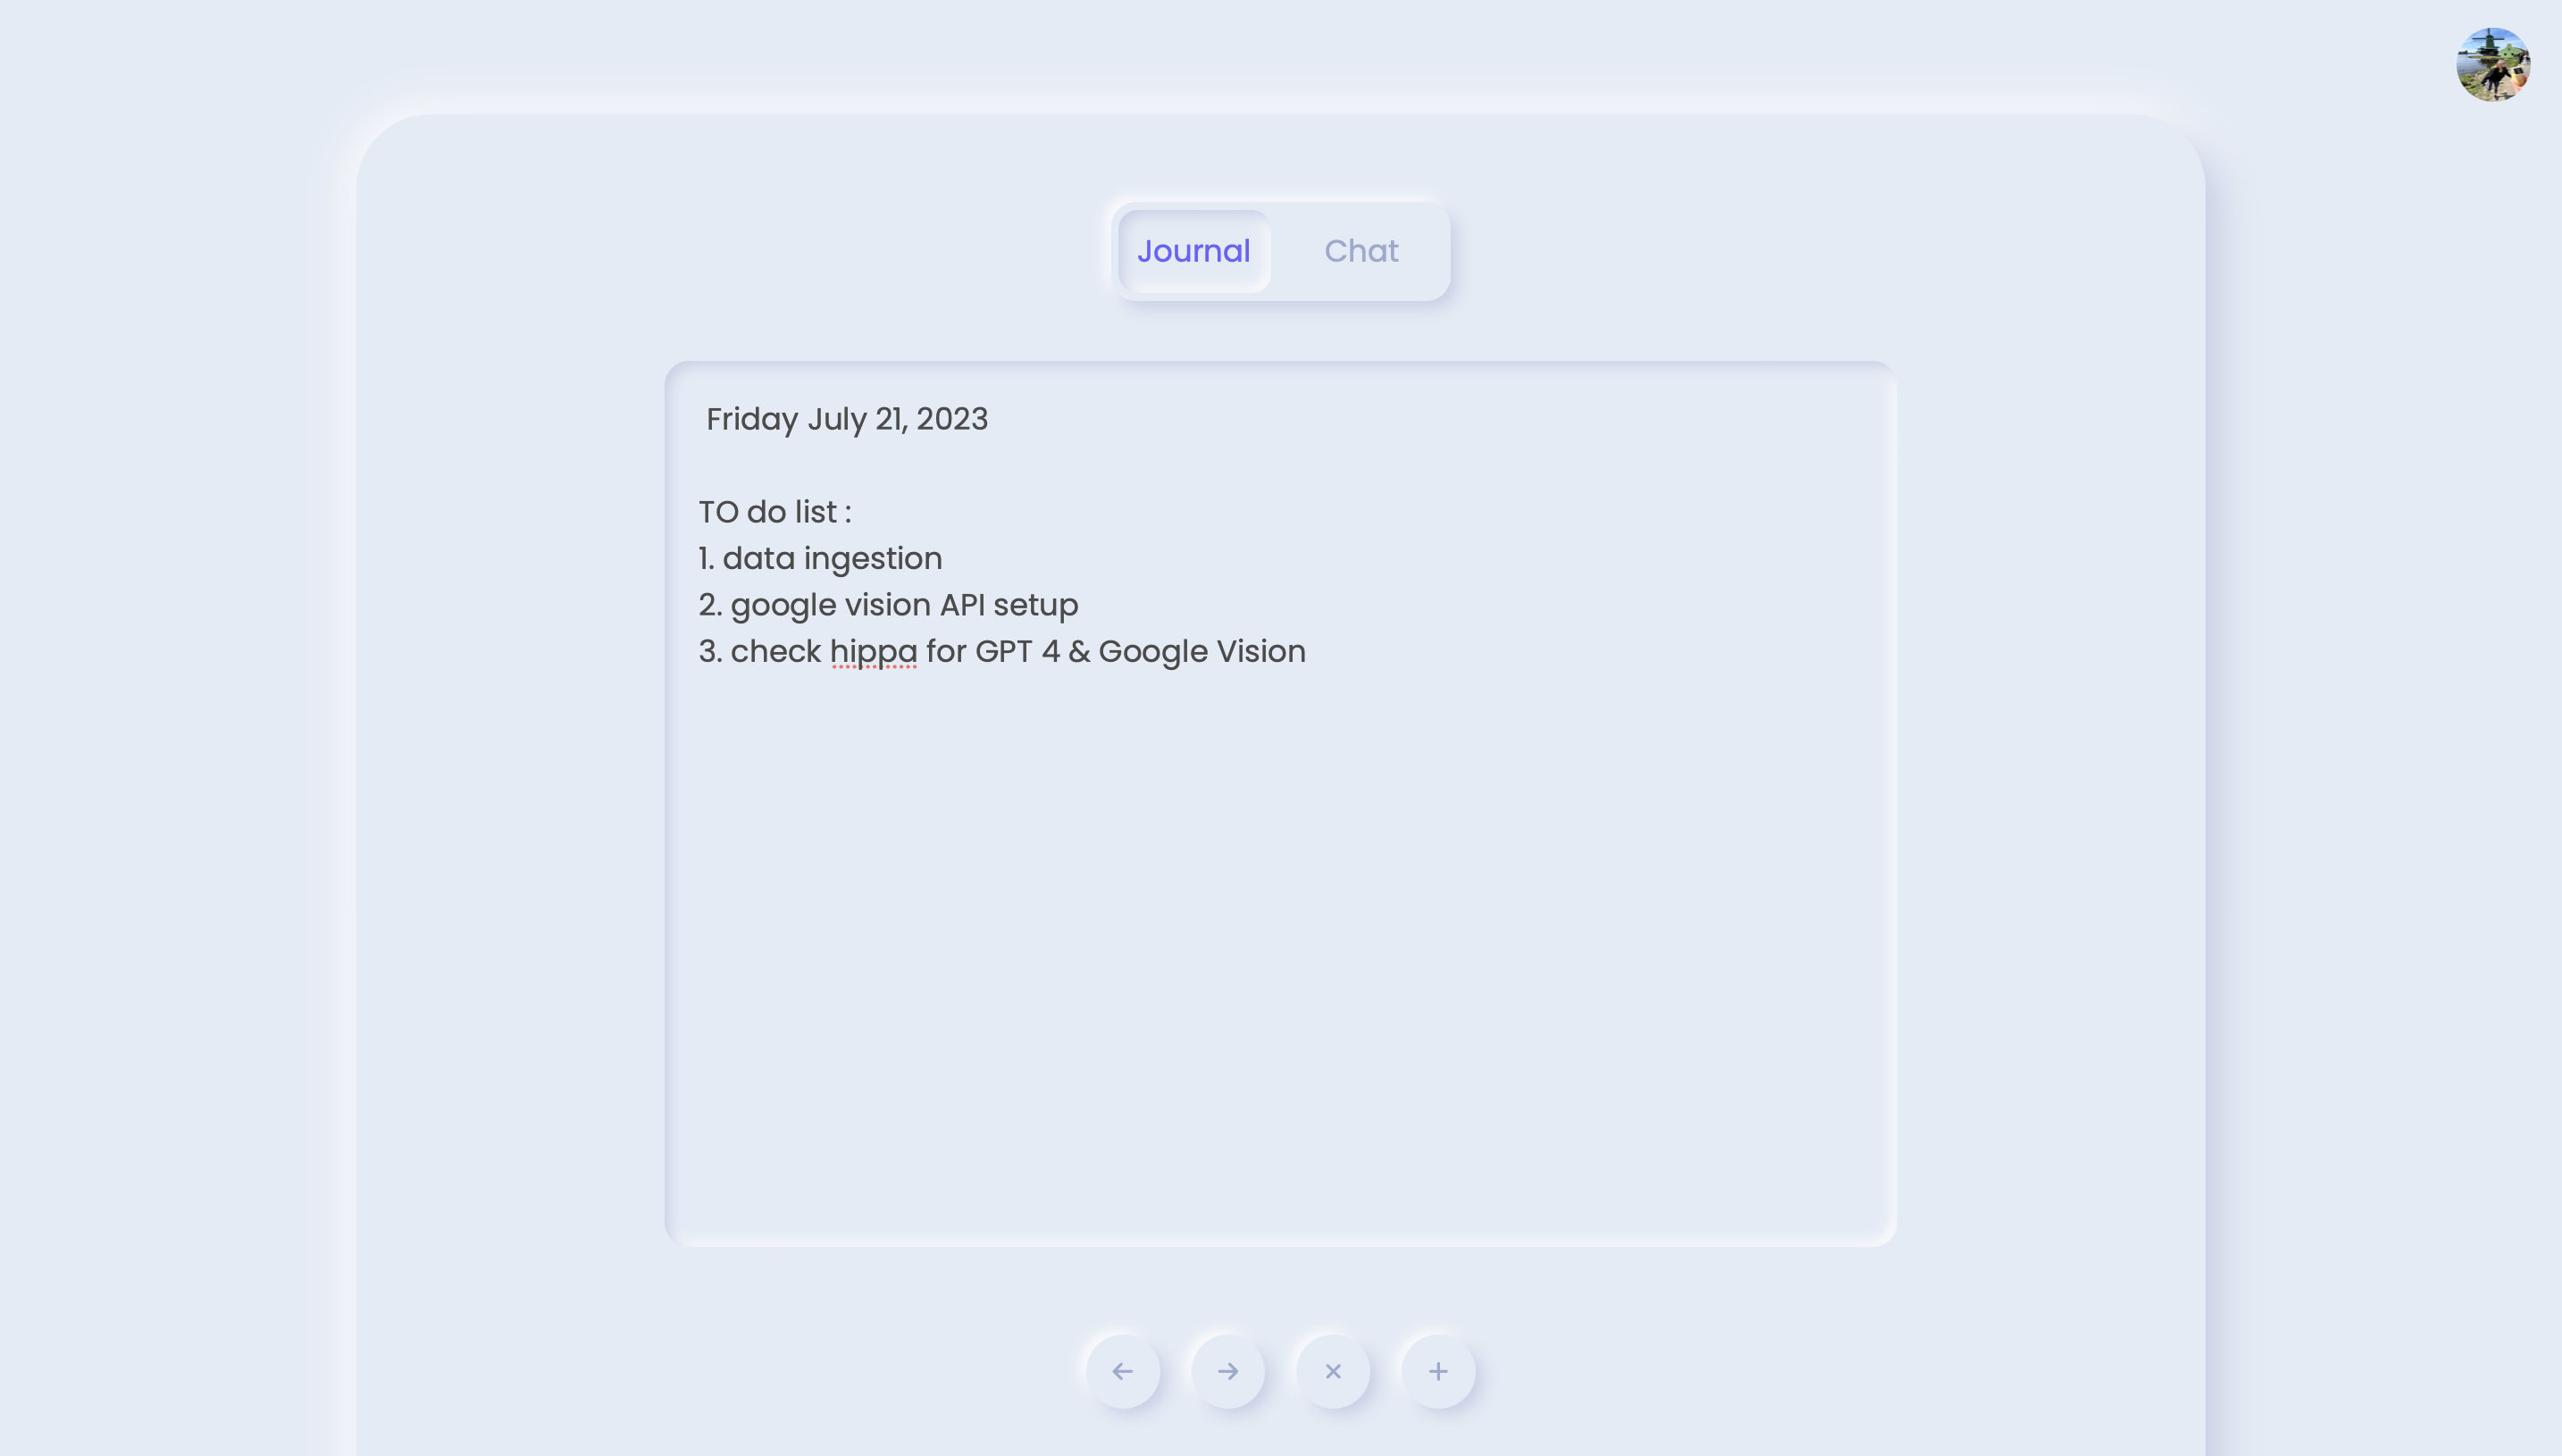 Journal
Chat
Friday July 21, 2023
TO do list :
1. data ingestion
2. google vision API setup
3. check hippa for GPT 4 & Google Vision